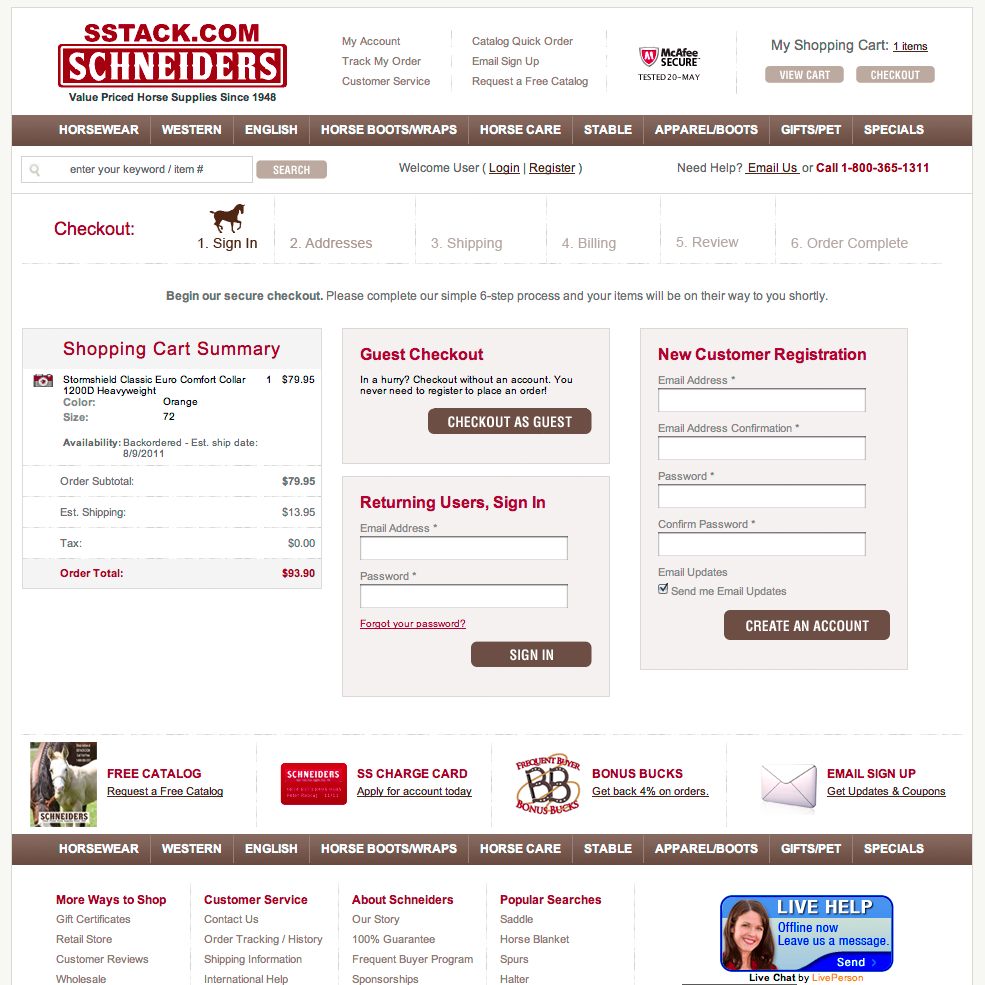 SSTACK.COM
SCHNEIDERS
Value Priced Horse Supplies Since 1948
My Account
Track My Order
Customer Service
Catalog Quick Order
Email Sign Up
Request a Free Catalog
McAfee
SECURE
TESTED 20-MAY
My Shopping Cart: 1 items
VIEW CART CHECKOUT
HORSEWEAR WESTERN ENGLISH HORSE BOOTS/WRAPS HORSE CARE STABLE APPAREL/BOOTS GIFTS/PET SPECIALS
enter your keyword / item # SEARCH
Welcome User ( Login | Register )
Need Help? Email Us or Call 1-800-365-1311
Checkout: 1. Sign In 2. Addresses 3. Shipping 4. Billing 5. Review 6. Order Complete
Begin our secure checkout. Please complete our simple 6-step process and your items will be on their way to you shortly.
Shopping Cart Summary
Stormshield Classic Euro Comfort Collar 1 $79.95
1200D Heavyweight
Color: Orange
Size: 72
Availability: Backordered - Est. ship date:
8/9/2011
Order Subtotal: $79.95
Est. Shipping: $13.95
Tax: $0.00
Order Total: $93.90
Guest Checkout
In a hurry? Checkout without an account. You
never need to register to place an order!
CHECKOUT AS GUEST
Returning Users, Sign In
Email Address *
Password *
Forgot your password?
SIGN IN
New Customer Registration
Email Address *
Email Address Confirmation *
Password *
Confirm Password *
Email Updates
Send me Email Updates
CREATE AN ACCOUNT
SCHNEIDERS
FREE CATALOG
Request a Free Catalog
SCHNEIDERS
SS CHARGE CARD
Apply for account today
FREQUENT BUYER
BB
BONUS BUCKS
BONUS BUCKS
Get back 4% on orders.
EMAIL SIGN UP
Get Updates & Coupons
HORSEWEAR WESTERN ENGLISH HORSE BOOTS/WRAPS HORSE CARE STABLE APPAREL/BOOTS GIFTS/PET SPECIALS
More Ways to Shop
Gift Certificates
Retail Store
Customer Reviews
Wholesale
Customer Service
Contact Us
Order Tracking / History
Shipping Information
International Help
About Schneiders
Our Story
100% Guarantee
Frequent Buyer Program
Sponsorships
Popular Searches
Saddle
Horse Blanket
Spurs
Halter
LIVE HELP
Offline now
Leave us a message.
Send
Live Chat by LivePerson